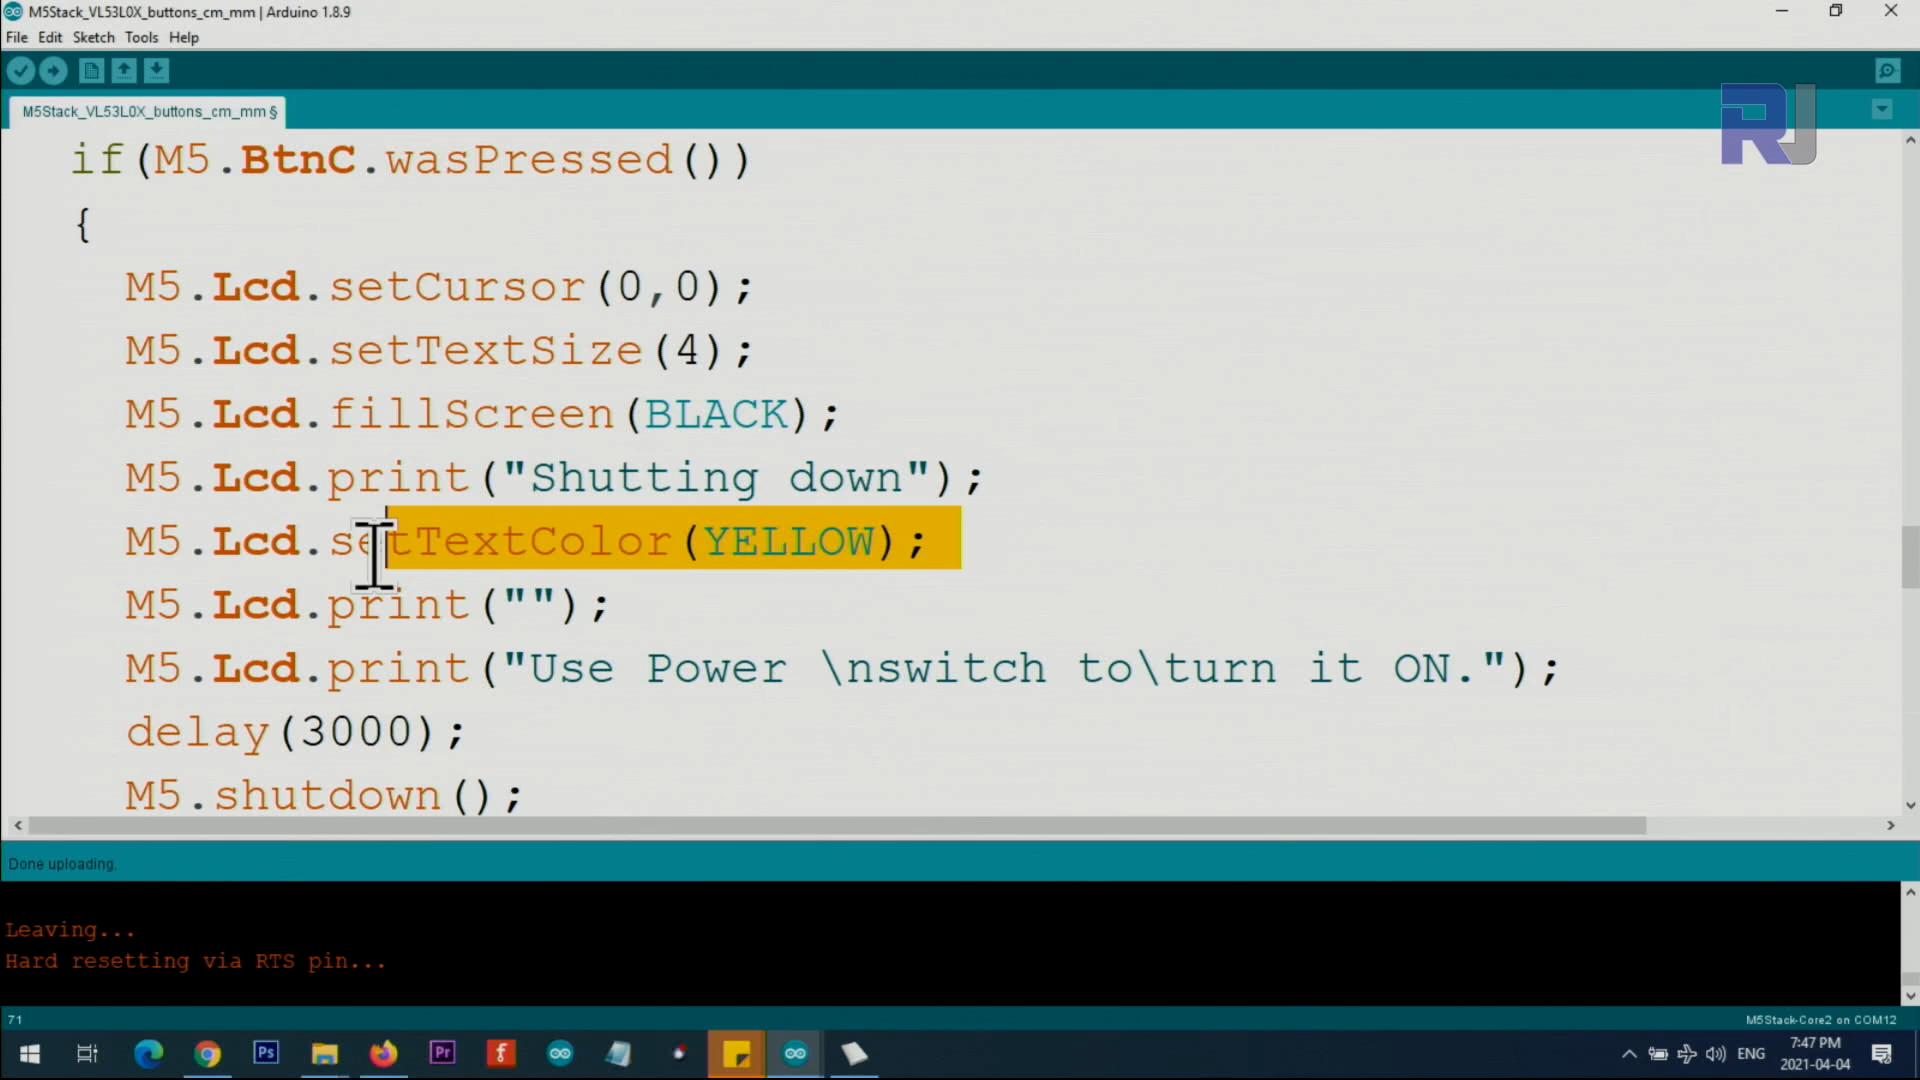 M5Stack_VL53L0X_buttons_cm_mm | Arduino 1.8.9
File Edit Sketch Tools Help
M5Stack_VL53L0X_buttons_cm_mm §
RJ
if(M5.BtnC.wasPressed())
{
M5.Lcd.setCursor(0,0);
M5.Lcd.setTextSize(4);
M5.Lcd.fillScreen(BLACK);
M5.Lcd.print("Shutting down");
M5.Lcd.setTextColor(YELLOW);
M5.Lcd.print("");
M5.Lcd.print("Use Power \nswitch to\turn it ON.");
delay(3000);
M5.shutdown();
Done uploading.
Leaving...
Hard resetting via RTS pin...
71
M5Stack-Core2 on COM12
Ps
Pr
f
ENG
7:47 PM
2021-04-04